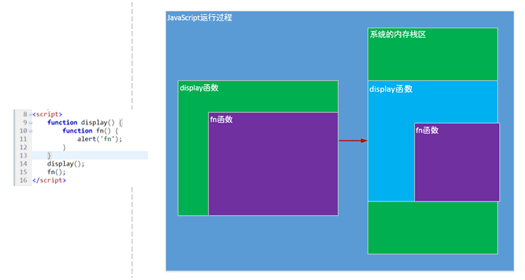 8 <script>
9 function display() {
10 function fn() {
11 alert('fn');
12 }
13 }
14 display();
15 fn();
16 </script>
JavaScript运行过程
display函数
fn函数
系统的内存栈区
display函数
fn函数